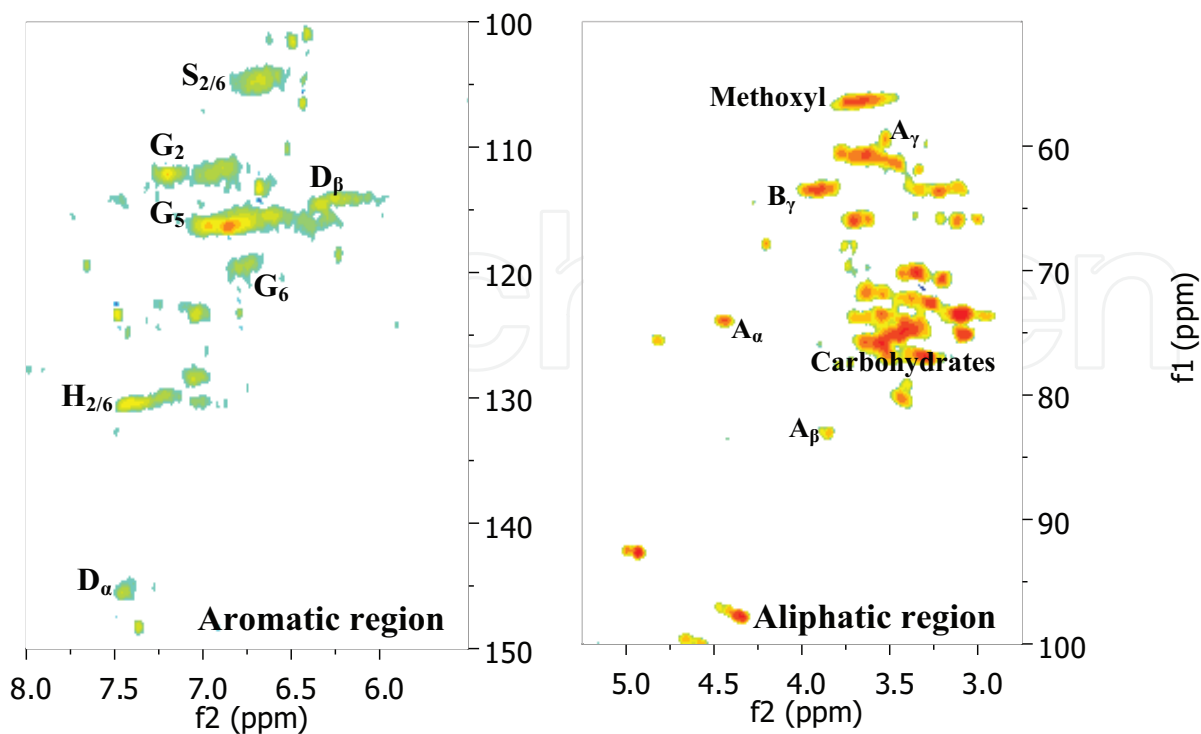 100
110
120
130
140
150
S2/6
G2
Dβ
G5
G6
H2/6
Dα
Aromatic region
8.0 7.5 7.0 6.5 6.0
f2 (ppm)
Methoxyl
Aγ
Bγ
Aα
Carbohydrates
Aβ
Aliphatic region
60
70
80
90
100
f1 (ppm)
5.0 4.5 4.0 3.5 3.0
f2 (ppm)